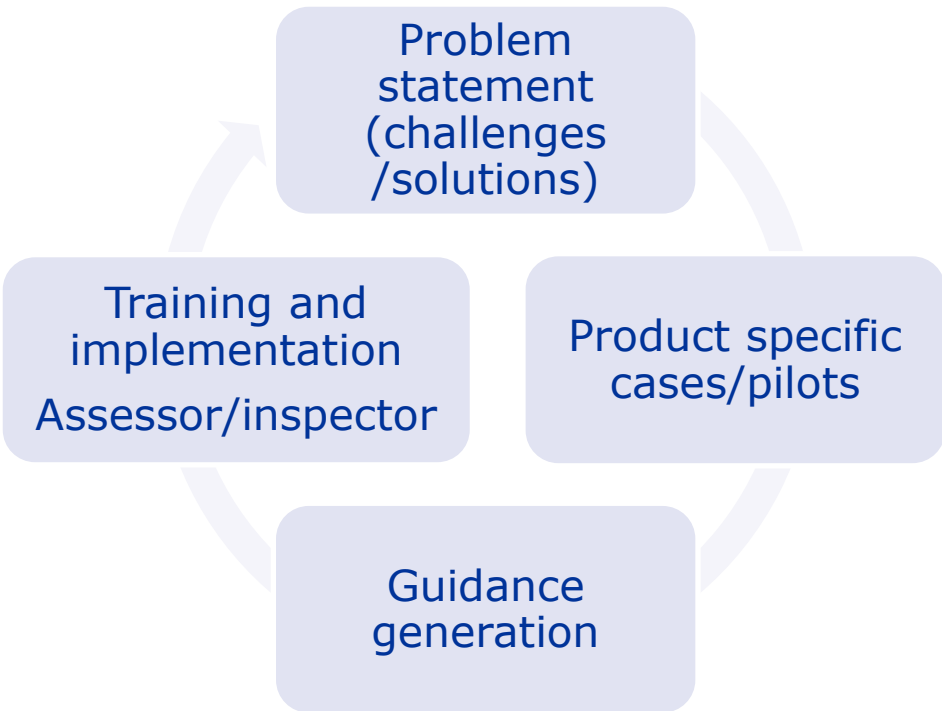 Problem
statement
(challenges
/solutions)
Training and
implementation
Assessor/inspector
Product specific
cases/pilots
Guidance
generation